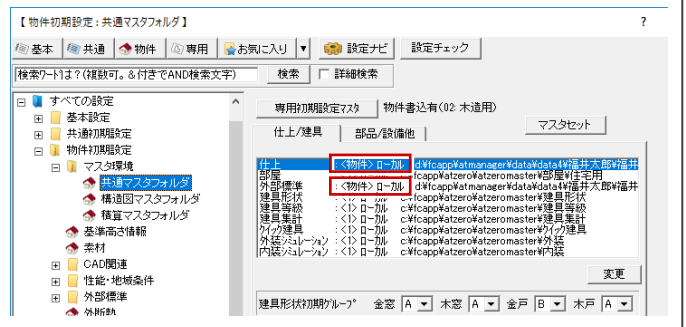 【物件初期設定:共通マスタフォルダ】 ?
基本 共通 物件 専用 お気に入り ▼ 設定ナビ 設定チェック
検索ワードは?(複数可。&付きでAND検索文字) 検索 詳細検索
すべての設定
基本設定
共通初期設定
物件初期設定
マスタ環境
共通マスタフォルダ
構造図マスタフォルダ
積算マスタフォルダ
基準高さ情報
素材
CAD関連
性能・地域条件
外部標準
外断熱
専用初期設定マスタ 物件書込有(02:木造用)
マスタセット
仕上/建具 部品/設備他
仕上 :<物件> ローカル d:¥fcapp¥atmanager¥data¥data4¥福井太郎¥福井
部屋 :<1> ローカル c:¥fcapp¥atzero¥atzeromaster¥部屋¥住宅用
外部標準 :<物件> ローカル d:¥fcapp¥atmanager¥data¥data4¥福井太郎¥福井
建具形状 :<1> ローカル c:¥fcapp¥atzero¥atzeromaster¥建具形状
建具等級 :<1> ローカル c:¥fcapp¥atzero¥atzeromaster¥建具等級
建具集計 :<1> ローカル c:¥fcapp¥atzero¥atzeromaster¥建具集計
クイック建具 :<1> ローカル c:¥fcapp¥atzero¥atzeromaster¥クイック建具
外装シミュレーション :<1> ローカル c:¥fcapp¥atzero¥atzeromaster¥外装
内装シミュレーション :<1> ローカル c:¥fcapp¥atzero¥atzeromaster¥内装
変更
建具形状初期グループ 金窓 A 木窓 A 金戸 B 木戸 A